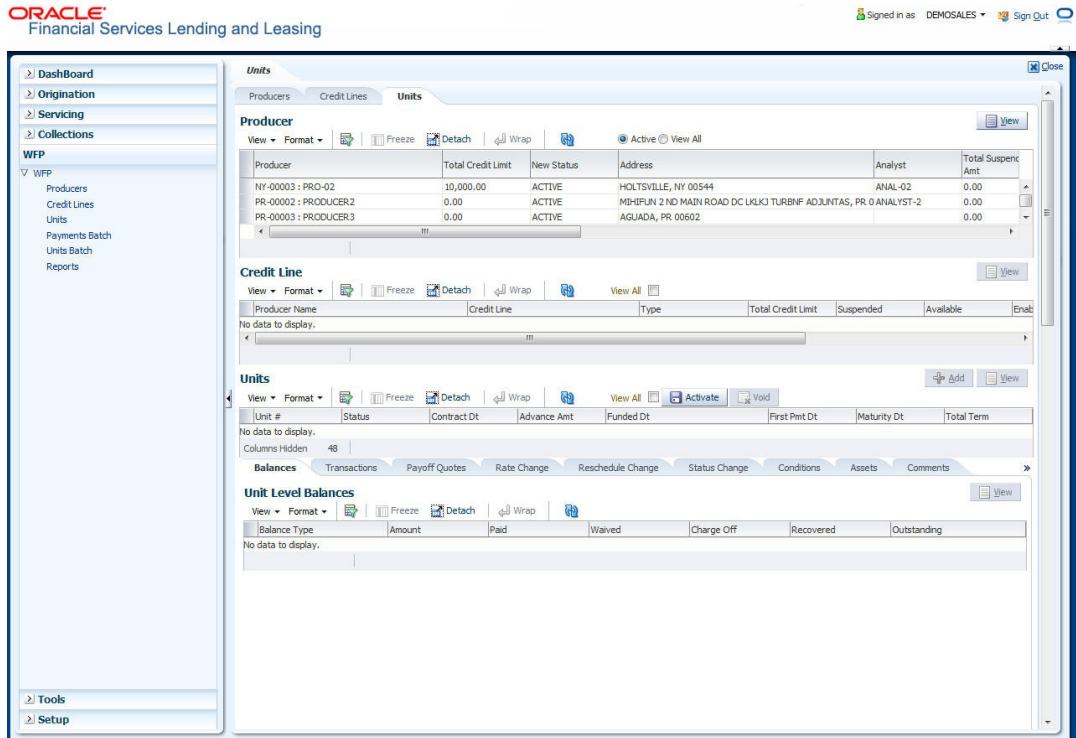 ORACLE
Financial Services Lending and Leasing
Signed in as DEMOSALES Sign Out
DashBoard
Origination
Servicing
Collections
WFP
WFP
Producers
Credit Lines
Units
Payments Batch
Units Batch
Reports
Tools
Setup
Units
Close
Producers Credit Lines Units
Producer
View
View Format Freeze Detach Wrap Active View All
Producer Total Credit Limit New Status Address Analyst Total Suspenc Amt
NY-00003 : PRO-02 10,000.00 ACTIVE HOLTSVILLE, NY 00544 ANAL-02 0.00
PR-00002 : PRODUCER2 0.00 ACTIVE MIHIFUN 2 ND MAIN ROAD DC LKLKJ TURBNF ADJUNTAS, PR 0 ANALYST-2 0.00
PR-00003 : PRODUCER3 0.00 ACTIVE AGUADA, PR 00602 0.00
Credit Line
View
View Format Freeze Detach Wrap View All
Producer Name Credit Line Type Total Credit Limit Suspended Available Enab
No data to display.
Units
Add View
View Format Freeze Detach Wrap View All Activate Void
Unit # Status Contract Dt Advance Amt Funded Dt First Pmt Dt Maturity Dt Total Term
No data to display.
Columns Hidden 48
Balances Transactions Payoff Quotes Rate Change Reschedule Change Status Change Conditions Assets Comments »
Unit Level Balances
View
View Format Freeze Detach Wrap
Balance Type Amount Paid Waived Charge Off Recovered Outstanding
No data to display.